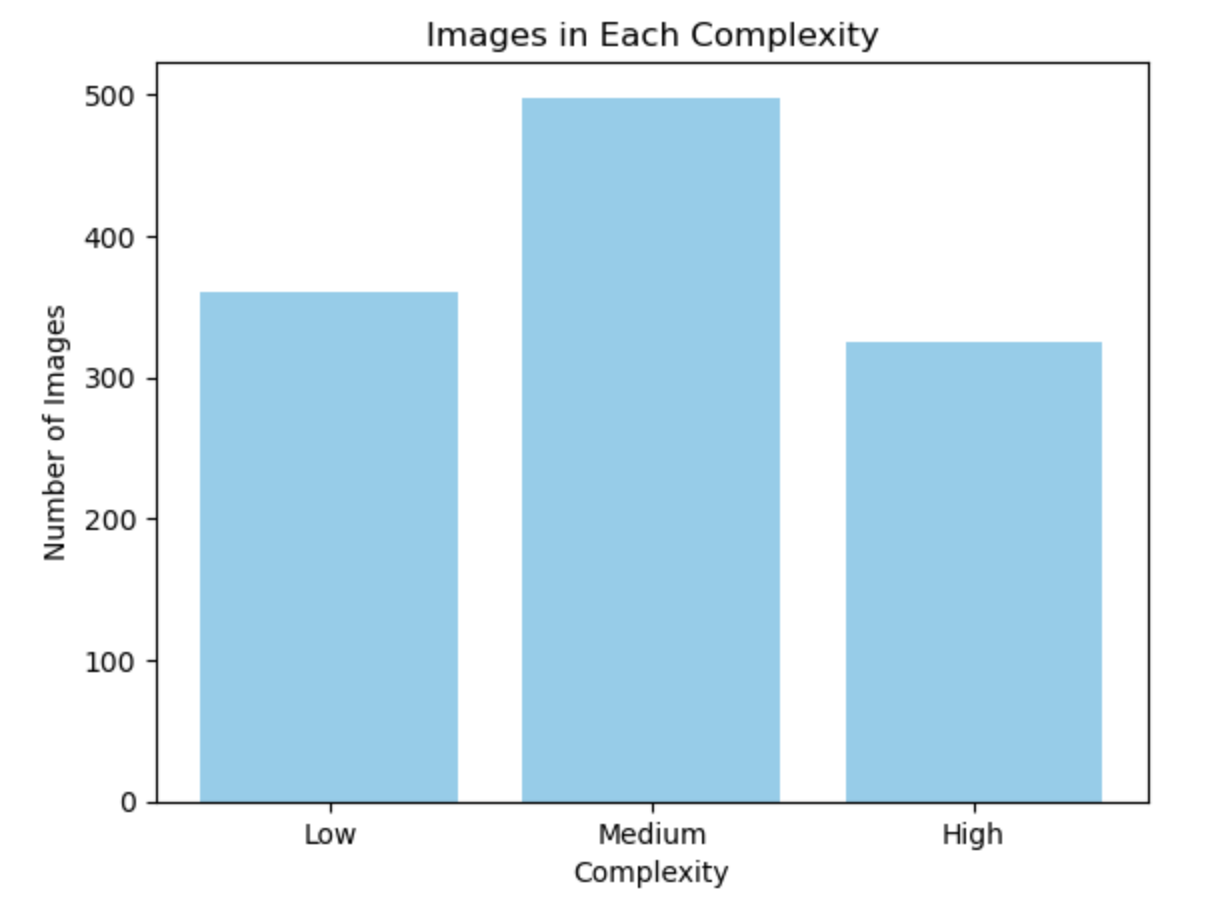 Images in Each Complexity
500
400
300
200
100
0
Number of Images
Low Medium High
Complexity